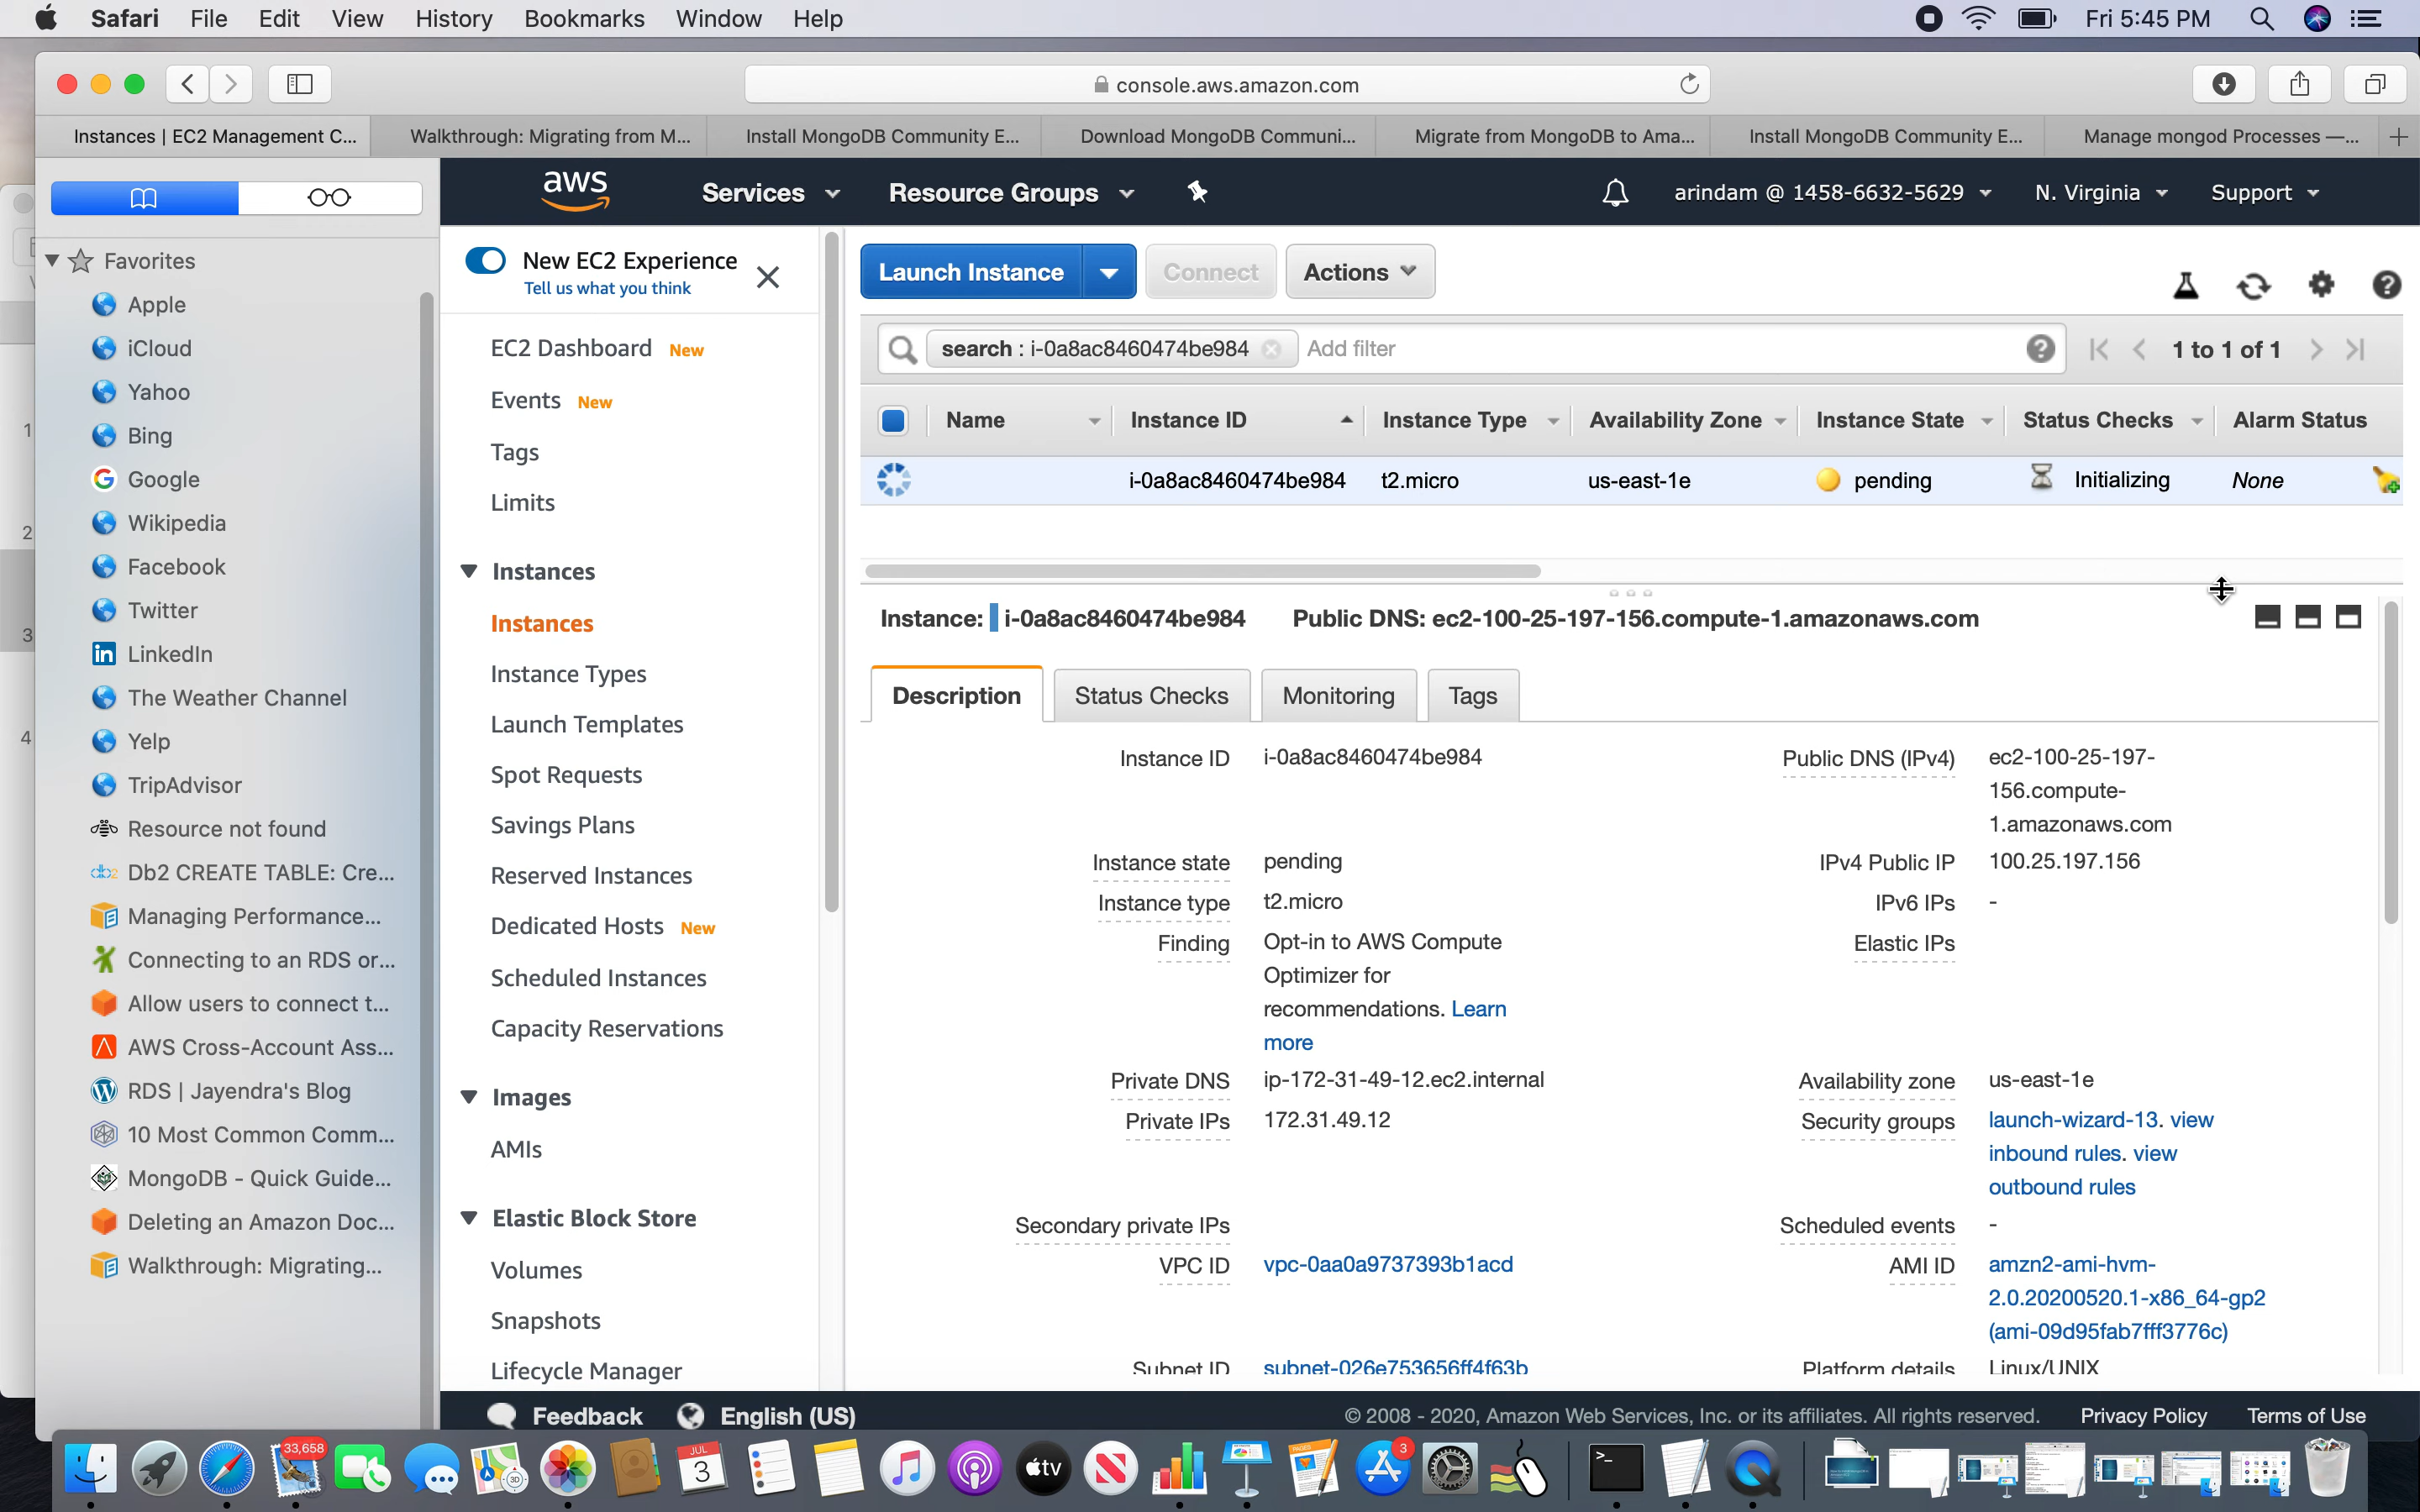 Safari File Edit View History Bookmarks Window Help
Fri 5:45 PM
console.aws.amazon.com
Instances | EC2 Management C...
Walkthrough: Migrating from M...
Install MongoDB Community E...
Download MongoDB Communi...
Migrate from MongoDB to Ama...
Install MongoDB Community E...
Manage mongod Processes —...
aws
Services
Resource Groups
arindam @ 1458-6632-5629
N. Virginia
Support
Favorites
Apple
iCloud
Yahoo
Bing
Google
Wikipedia
Facebook
Twitter
LinkedIn
The Weather Channel
Yelp
TripAdvisor
Resource not found
Db2 CREATE TABLE: Cre...
Managing Performance...
Connecting to an RDS or...
Allow users to connect t...
AWS Cross-Account Ass...
RDS | Jayendra's Blog
10 Most Common Comm...
MongoDB - Quick Guide...
Deleting an Amazon Doc...
Walkthrough: Migrating...
1
2
3
4
New EC2 Experience
Tell us what you think
EC2 Dashboard New
Events New
Tags
Limits
Instances
Instances
Instance Types
Launch Templates
Spot Requests
Savings Plans
Reserved Instances
Dedicated Hosts New
Scheduled Instances
Capacity Reservations
Images
AMIs
Elastic Block Store
Volumes
Snapshots
Lifecycle Manager
Launch Instance
Connect
Actions
search : i-0a8ac8460474be984
Add filter
1 to 1 of 1
Name Instance ID Instance Type Availability Zone Instance State Status Checks Alarm Status
i-0a8ac8460474be984 t2.micro us-east-1e pending Initializing None
Instance: i-0a8ac8460474be984 Public DNS: ec2-100-25-197-156.compute-1.amazonaws.com
Description Status Checks Monitoring Tags
Instance ID i-0a8ac8460474be984
Public DNS (IPv4) ec2-100-25-197-
156.compute-
1.amazonaws.com
Instance state pending
IPv4 Public IP 100.25.197.156
Instance type t2.micro
IPv6 IPs -
Finding Opt-in to AWS Compute
Optimizer for
recommendations. Learn
more
Elastic IPs
Private DNS ip-172-31-49-12.ec2.internal
Availability zone us-east-1e
Private IPs 172.31.49.12
Security groups launch-wizard-13. view
inbound rules. view
outbound rules
Secondary private IPs
Scheduled events -
VPC ID vpc-0aa0a9737393b1acd
AMI ID amzn2-ami-hvm-
2.0.20200520.1-x86_64-gp2
(ami-09d95fab7fff3776c)
Subnet ID subnet-026e753656ff4f63b
Platform details Linux/UNIX
Feedback English (US)
© 2008 - 2020, Amazon Web Services, Inc. or its affiliates. All rights reserved. Privacy Policy Terms of Use
33,658
JUL
3
tv
3